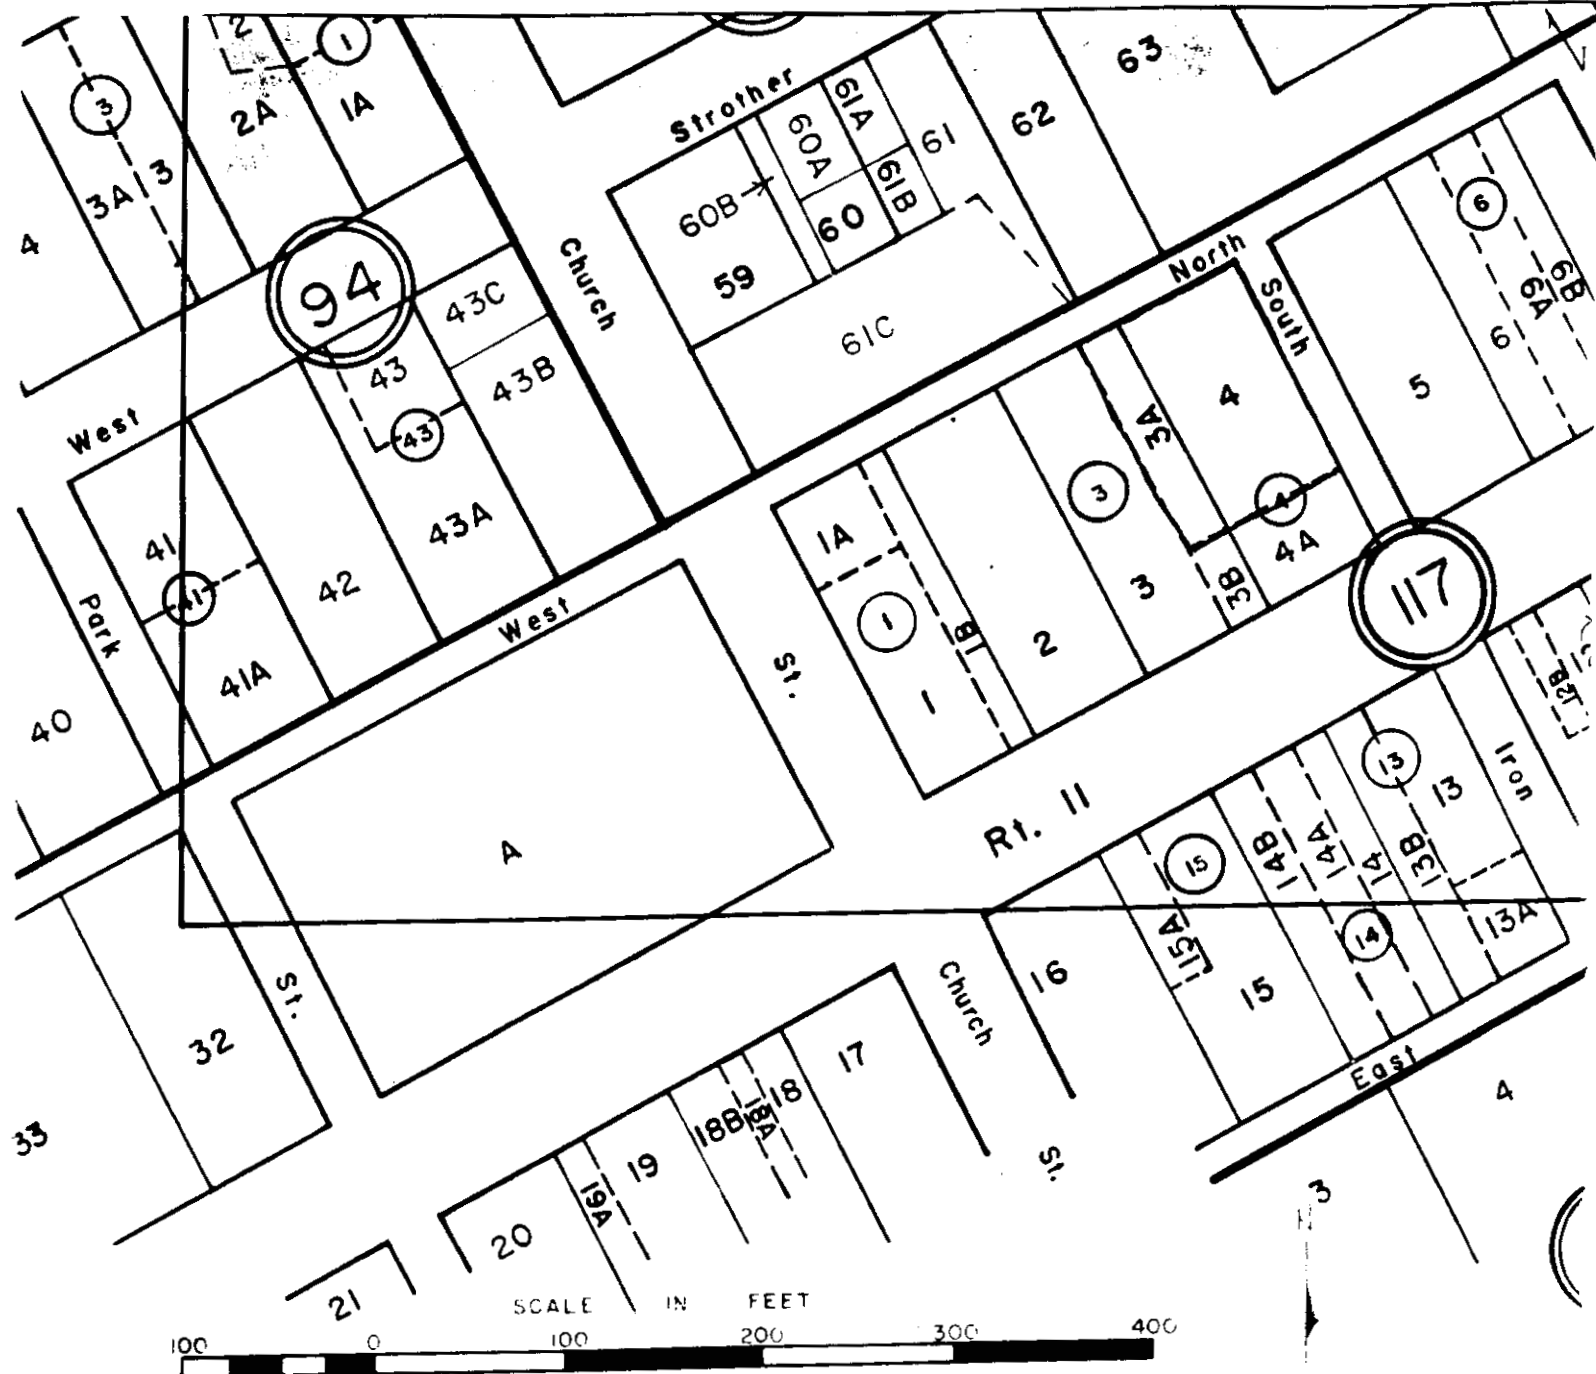 2
1
3
2A
1A
3A
3
4
94
West
43C
43
43B
43
43A
41
41
42
41A
Park
40
Church
Strother
61A
60A
61
61B
60B
60
59
61C
62
63
North
South
6
6B
6A
6
5
4
3A
3
4
4A
3
3B
2
1A
1
1B
1
117
West
St.
A
Rt. 11
12B
Iron
13
13
13B
14
14A
14B
15
15A
14
13A
15
16
Church
St.
East
4
3
St.
32
33
17
18
18A
18B
19
19A
20
21
N
SCALE IN FEET
100 0 100 200 300 400